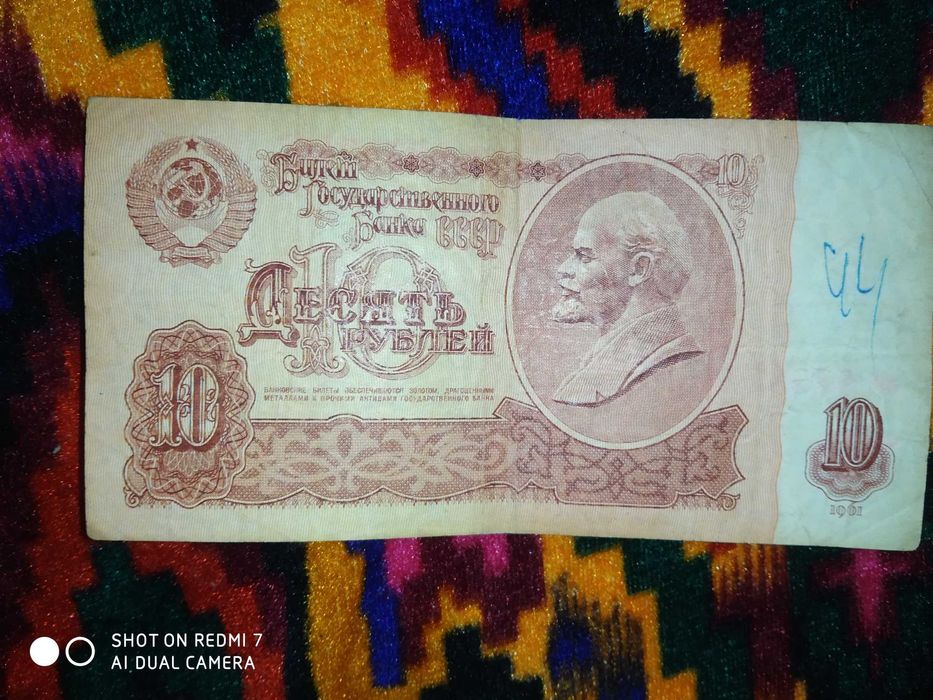 Билет
Государственного
Банка СССР
10
Десять
Рублей
10
БАНКОВСКИЕ БИЛЕТЫ ОБЕСПЕЧИВАЮТСЯ ЗОЛОТОМ, ДРАГОЦЕННЫМИ
МЕТАЛЛАМИ И ПРОЧИМИ АКТИВАМИ ГОСУДАРСТВЕННОГО БАНКА
10
10
1961
SHOT ON REDMI 7
AI DUAL CAMERA